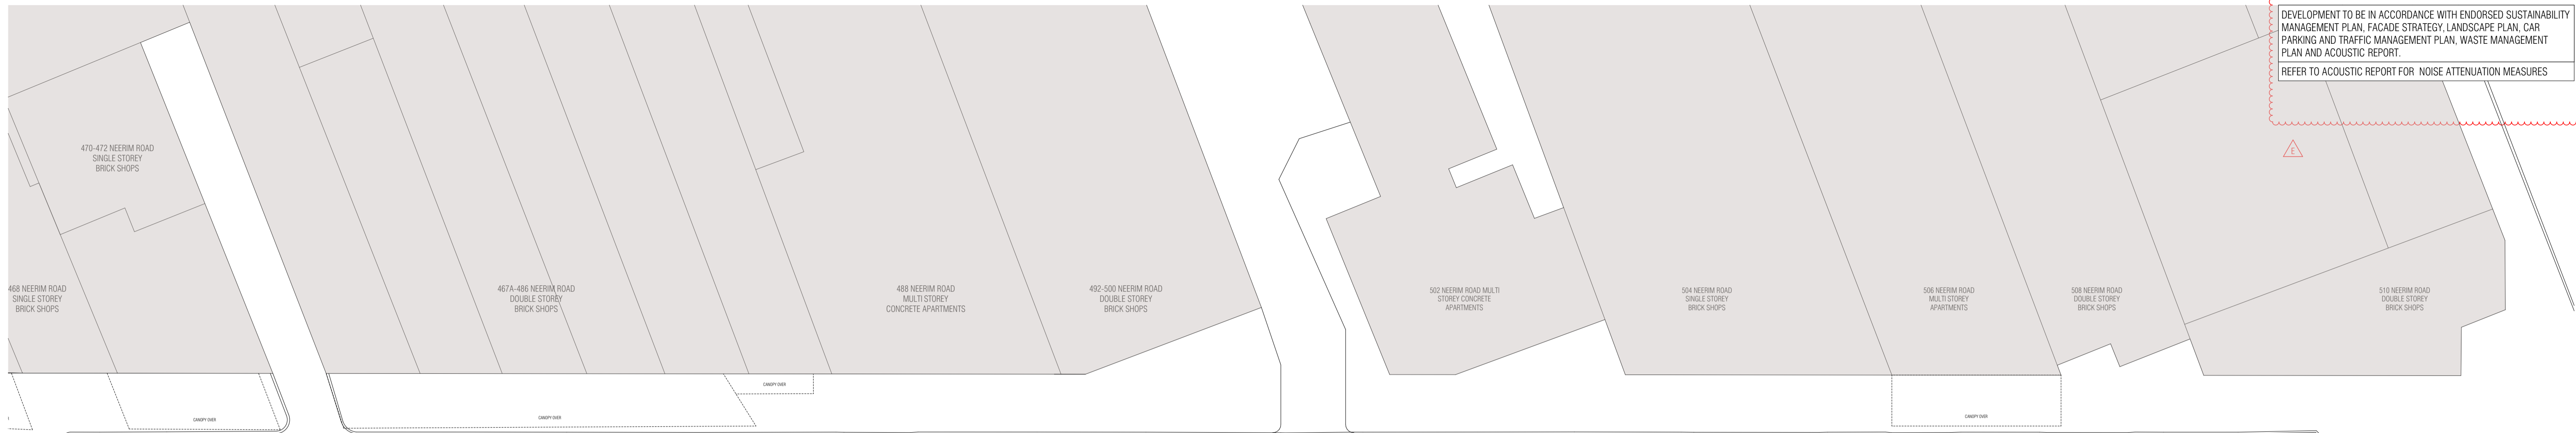 DEVELOPMENT TO BE IN ACCORDANCE WITH ENDORSED SUSTAINABILITY
MANAGEMENT PLAN, FACADE STRATEGY, LANDSCAPE PLAN, CAR
PARKING AND TRAFFIC MANAGEMENT PLAN, WASTE MANAGEMENT
PLAN AND ACOUSTIC REPORT.
REFER TO ACOUSTIC REPORT FOR NOISE ATTENUATION MEASURES
E
470-472 NEERIM ROAD
SINGLE STOREY
BRICK SHOPS
468 NEERIM ROAD
SINGLE STOREY
BRICK SHOPS
467A-486 NEERIM ROAD
DOUBLE STOREY
BRICK SHOPS
488 NEERIM ROAD
MULTI STOREY
CONCRETE APARTMENTS
492-500 NEERIM ROAD
DOUBLE STOREY
BRICK SHOPS
502 NEERIM ROAD MULTI
STOREY CONCRETE
APARTMENTS
504 NEERIM ROAD
SINGLE STOREY
BRICK SHOPS
506 NEERIM ROAD
MULTI STOREY
APARTMENTS
508 NEERIM ROAD
DOUBLE STOREY
BRICK SHOPS
510 NEERIM ROAD
DOUBLE STOREY
BRICK SHOPS
CANOPY OVER
CANOPY OVER
CANOPY OVER
CANOPY OVER